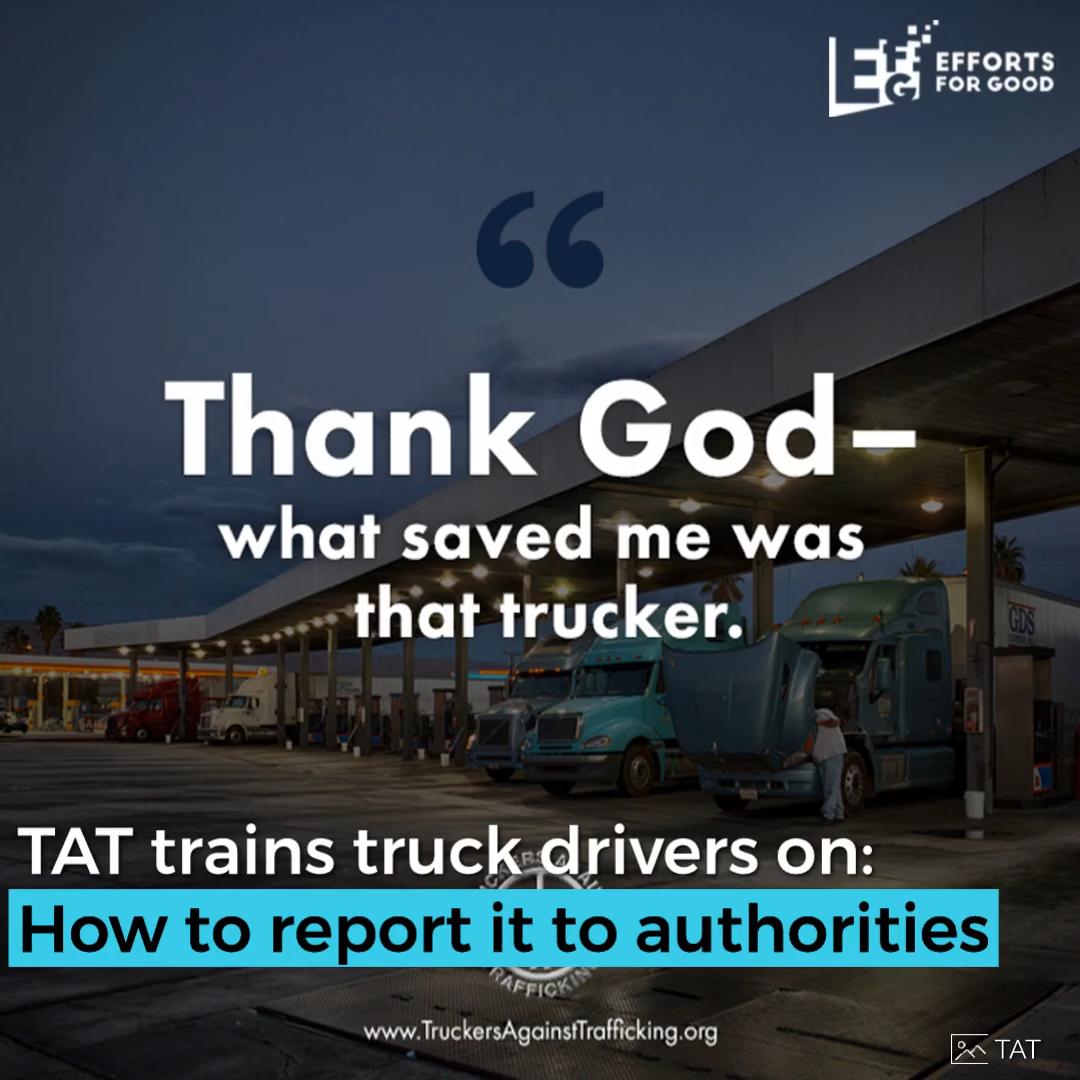 EFFORTS
FOR GOOD
“
Thank God–
what saved me was
that trucker.
GDS
TAT trains truck drivers on:
How to report it to authorities
TRAFFICKING
www.TruckersAgainstTrafficking.org
TAT